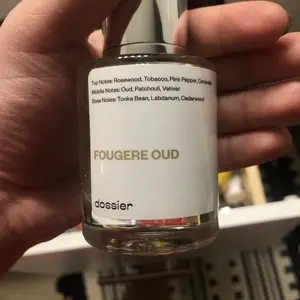 Top Notes: Rosewood, Tobacco, Pink Pepper,
Middle Notes: Oud, Patchouli, Vetiver
Base Notes: Tonka Bean, Labdanum, Cedarwood
FOUGERE OUD
dossier